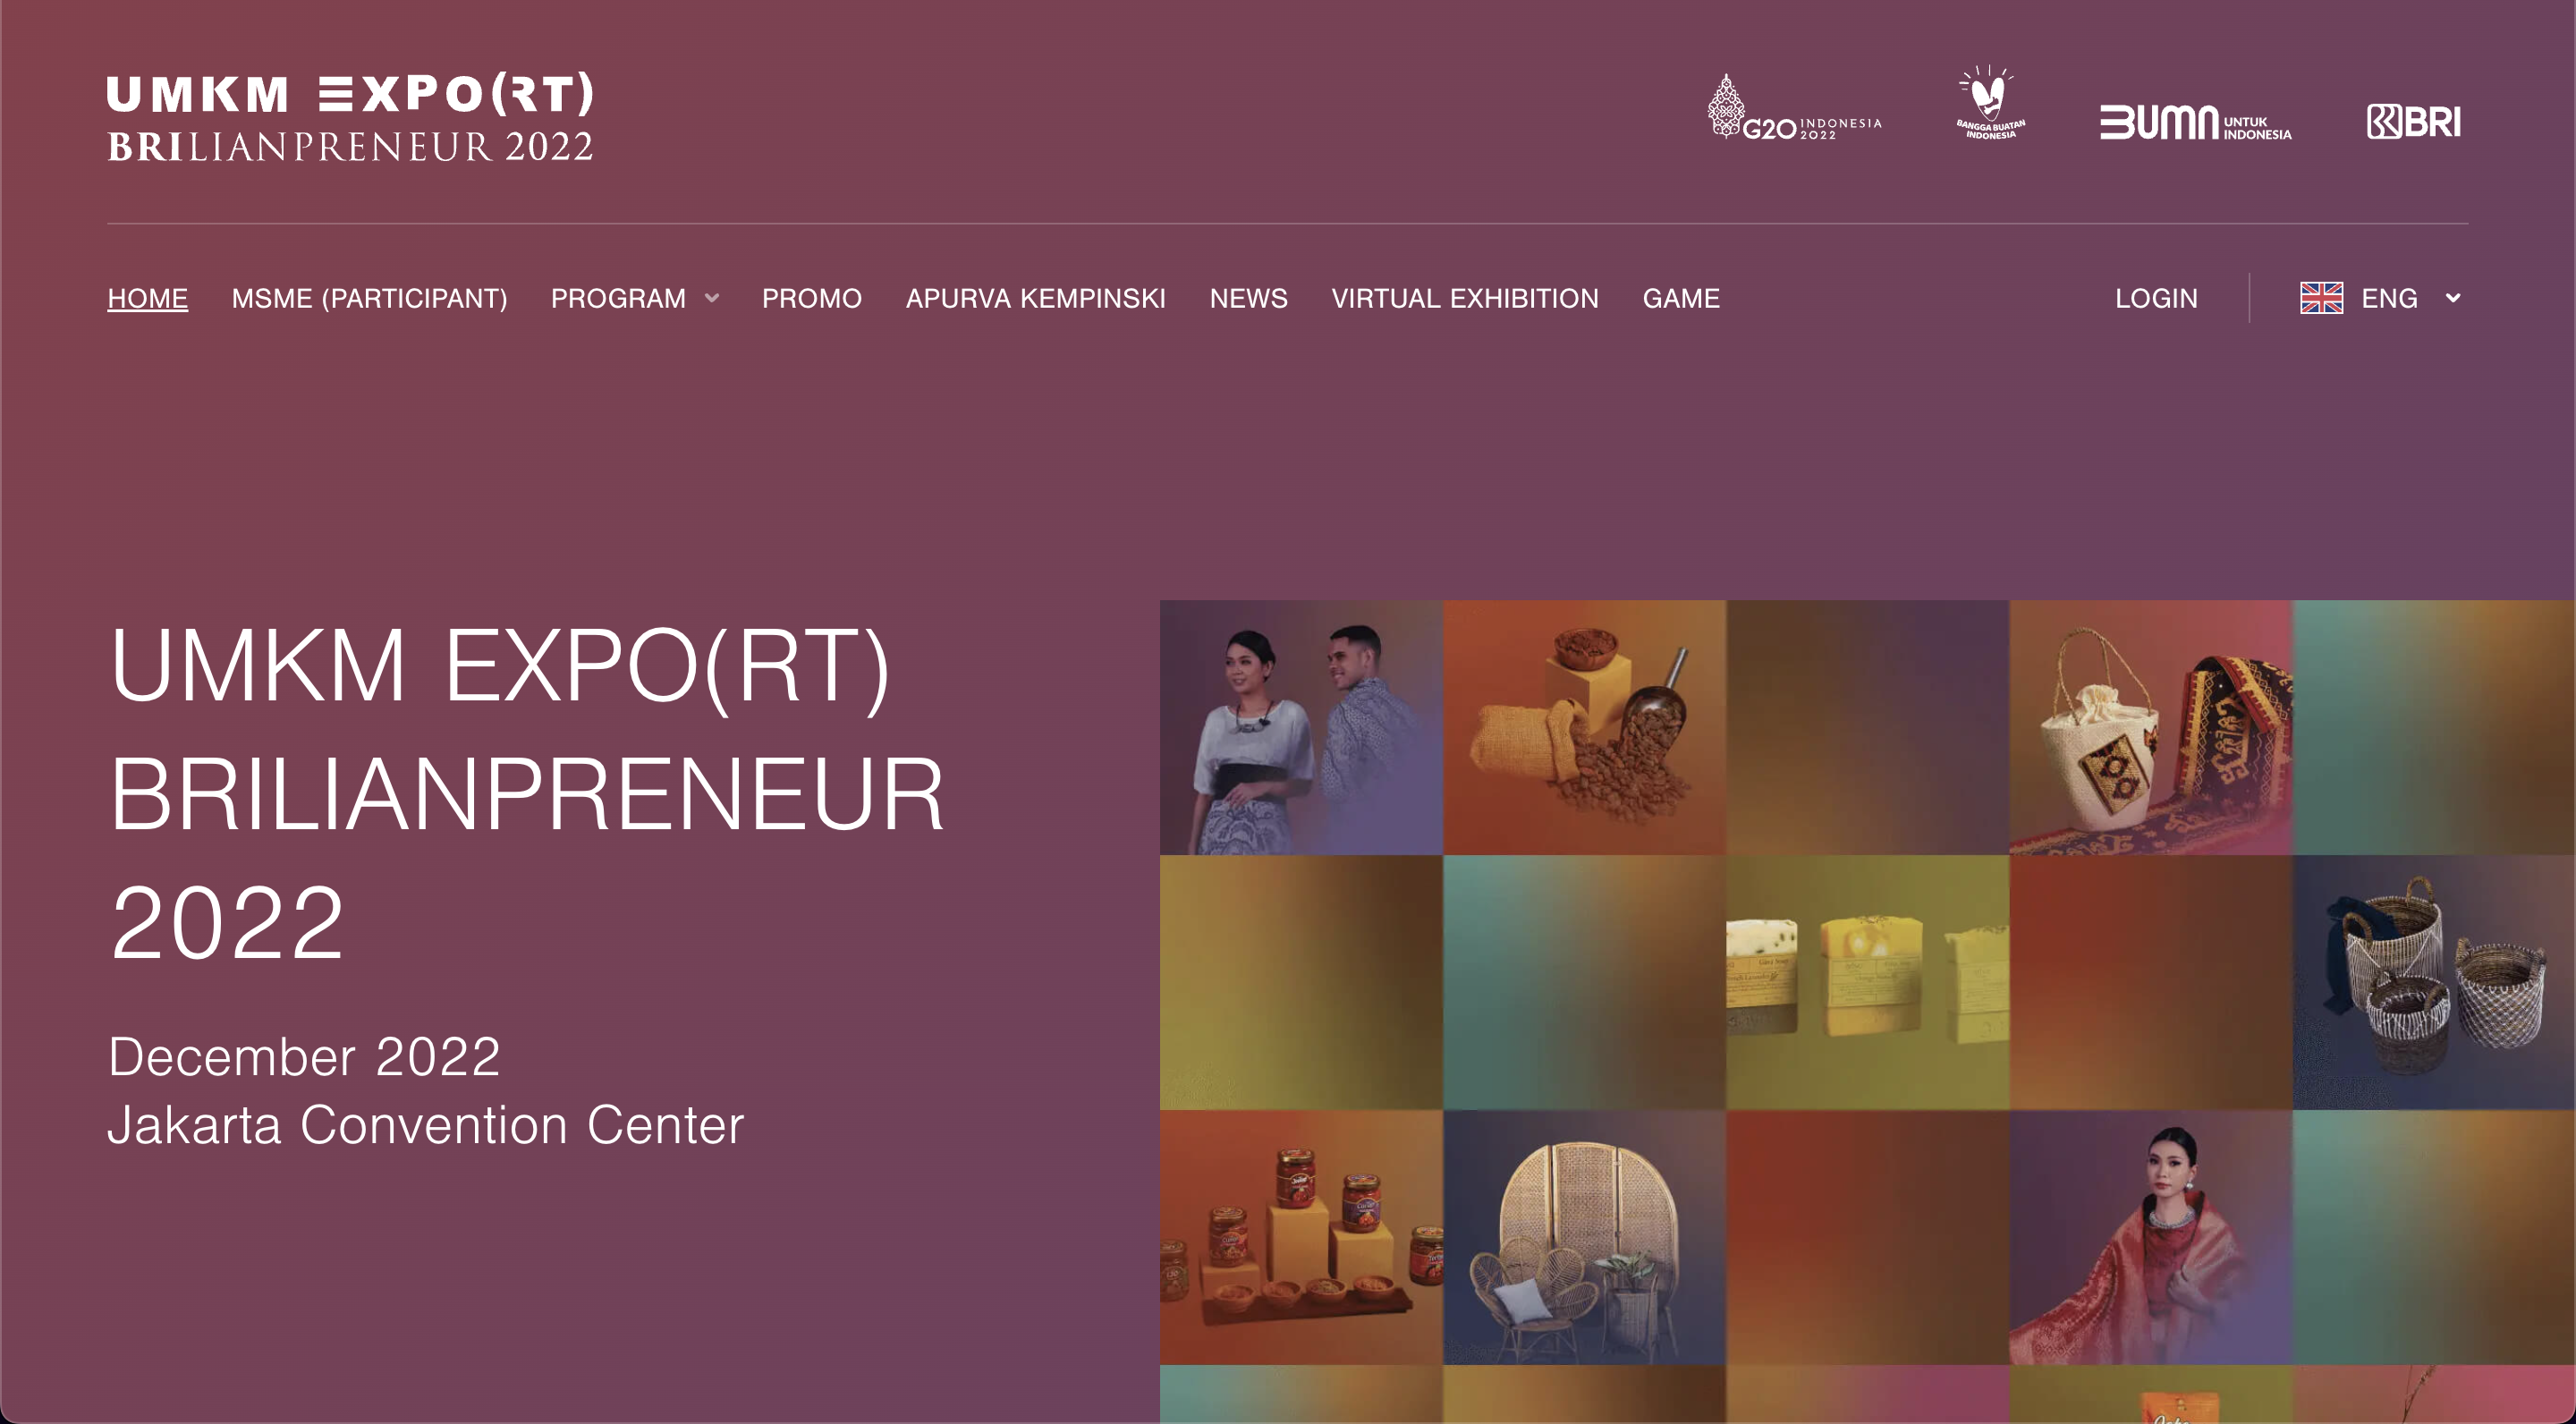 UMKM EXPO(RT)
BRILIANPRENEUR 2022
G20 INDONESIA 2022
BANGGA BUATAN INDONESIA
BUMN UNTUK INDONESIA
BRI
HOME MSME (PARTICIPANT) PROGRAM PROMO APURVA KEMPINSKI NEWS VIRTUAL EXHIBITION GAME LOGIN ENG
UMKM EXPO(RT)
BRILIANPRENEUR
2022
December 2022
Jakarta Convention Center